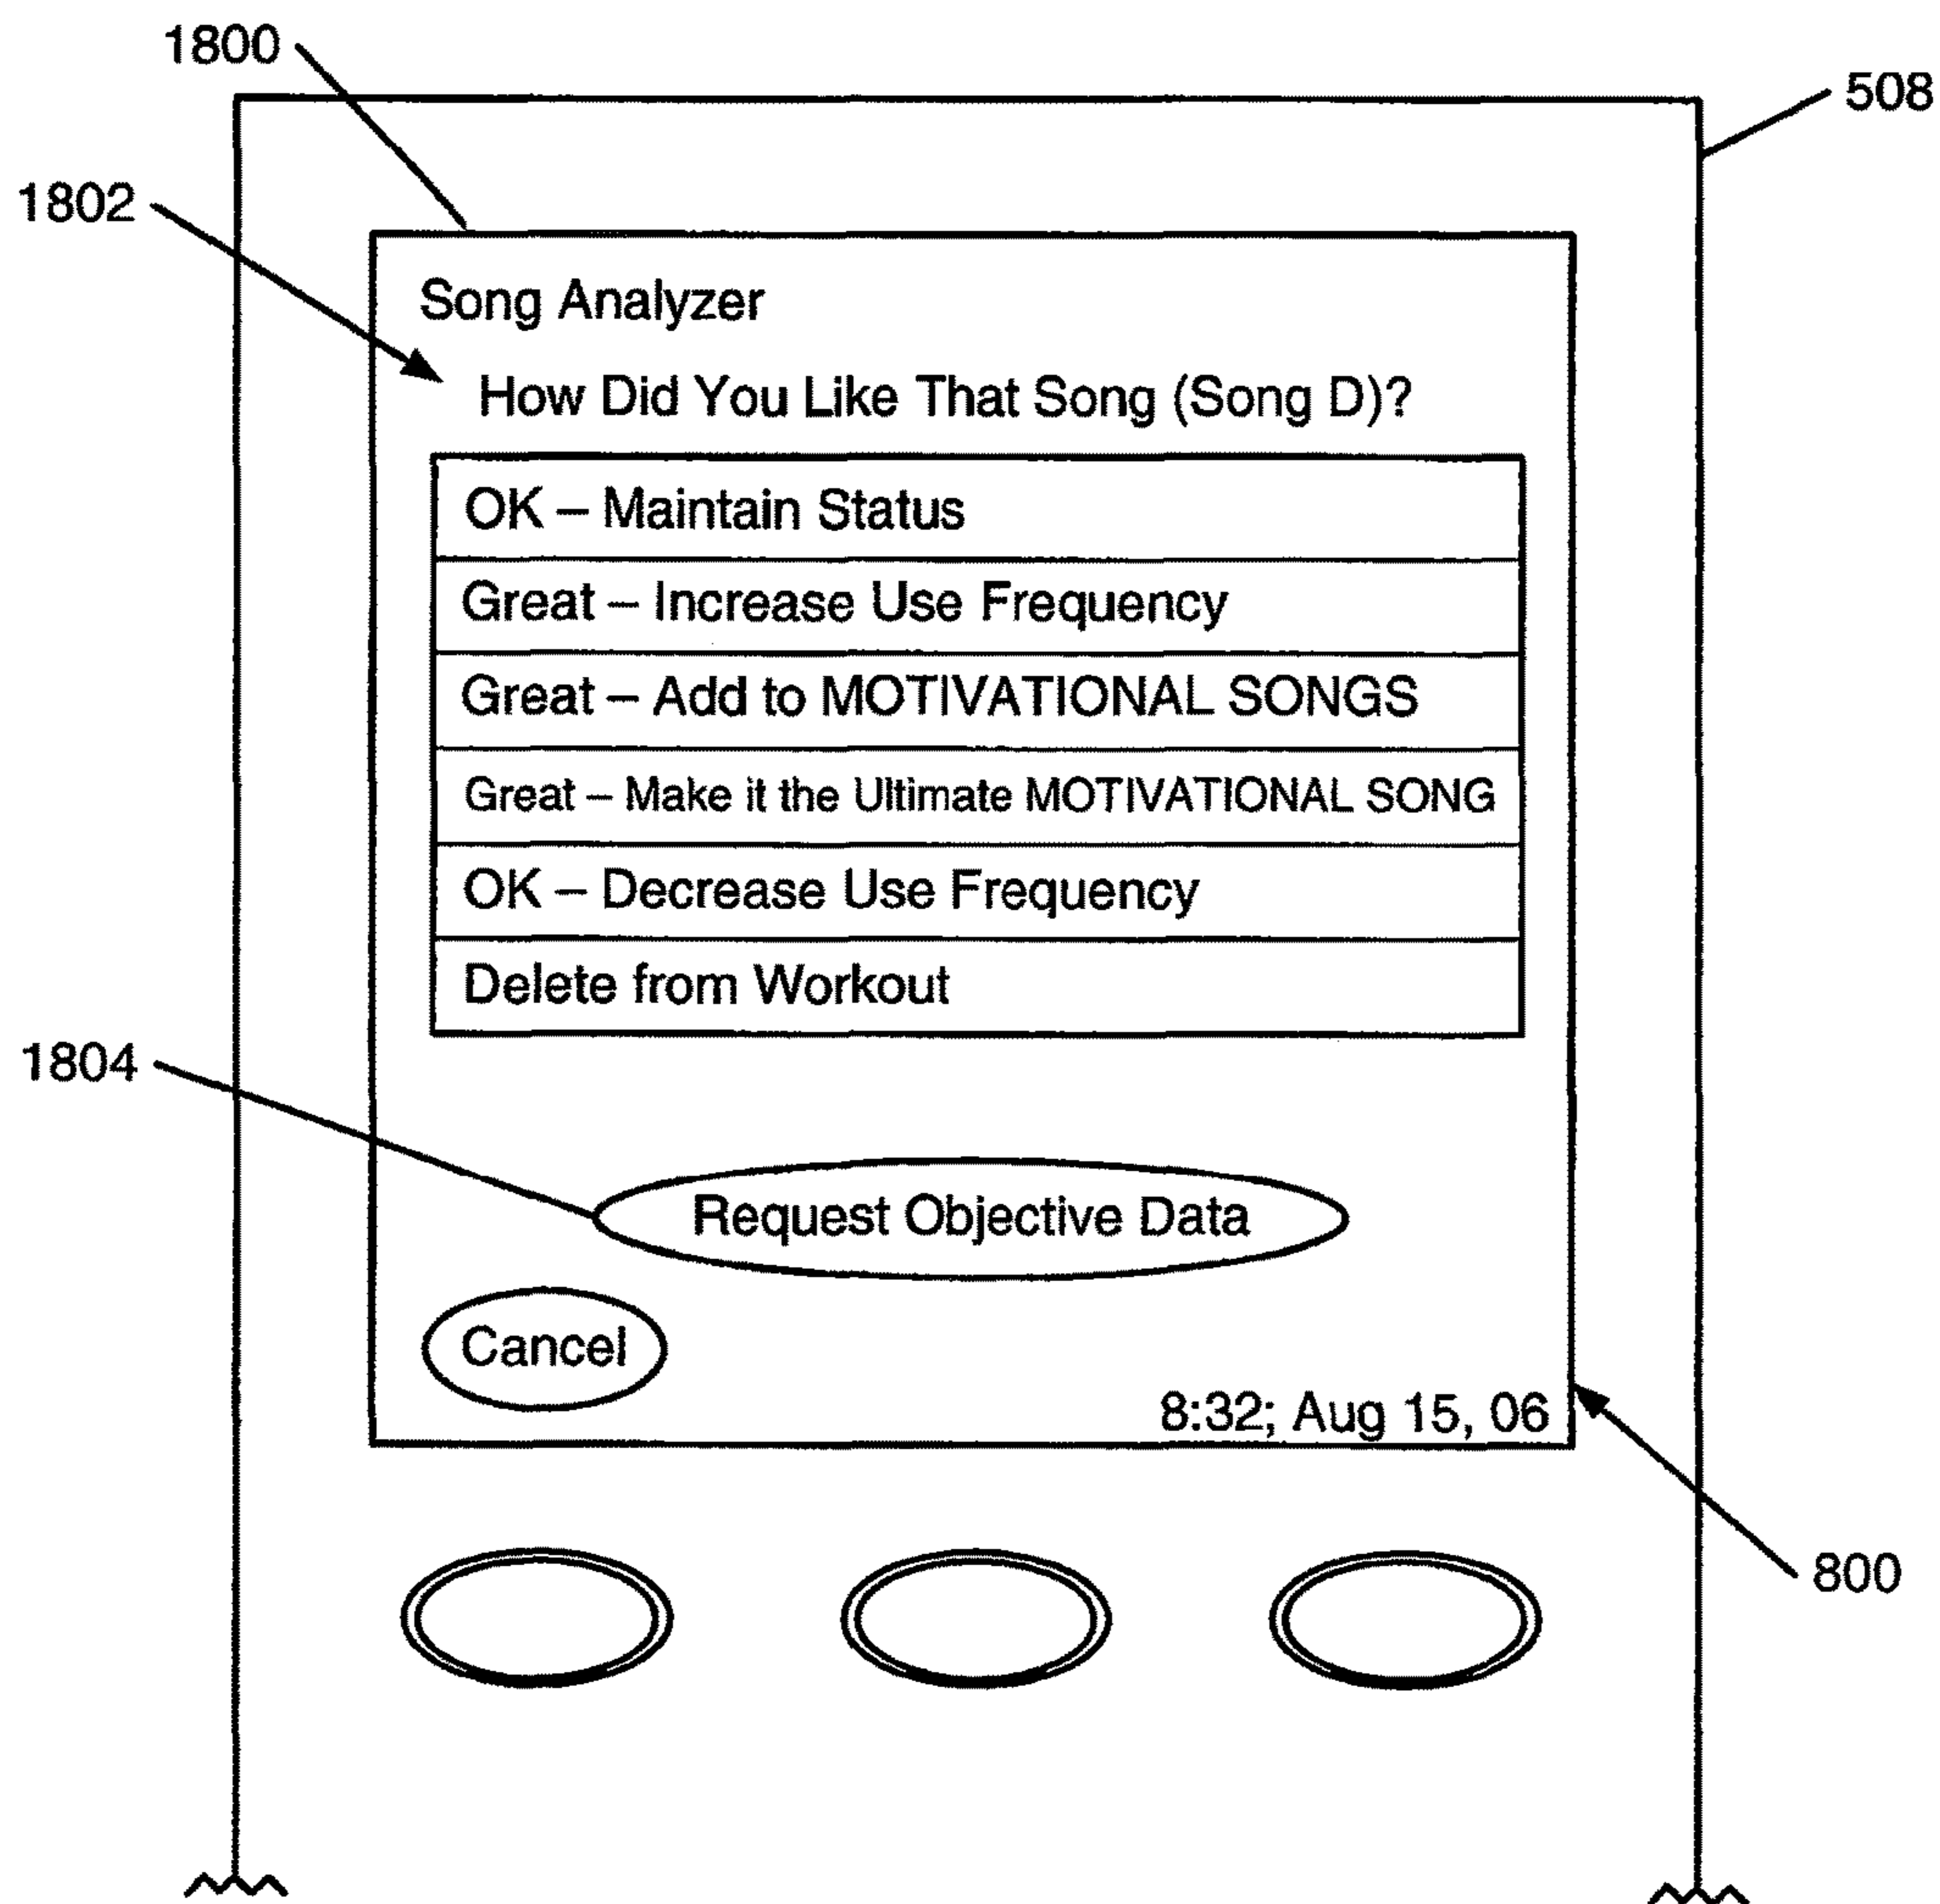 1800
508
1802
Song Analyzer
How Did You Like That Song (Song D)?
OK – Maintain Status
Great – Increase Use Frequency
Great – Add to MOTIVATIONAL SONGS
Great – Make it the Ultimate MOTIVATIONAL SONG
OK – Decrease Use Frequency
Delete from Workout
1804
Request Objective Data
Cancel
8:32; Aug 15, 06
800